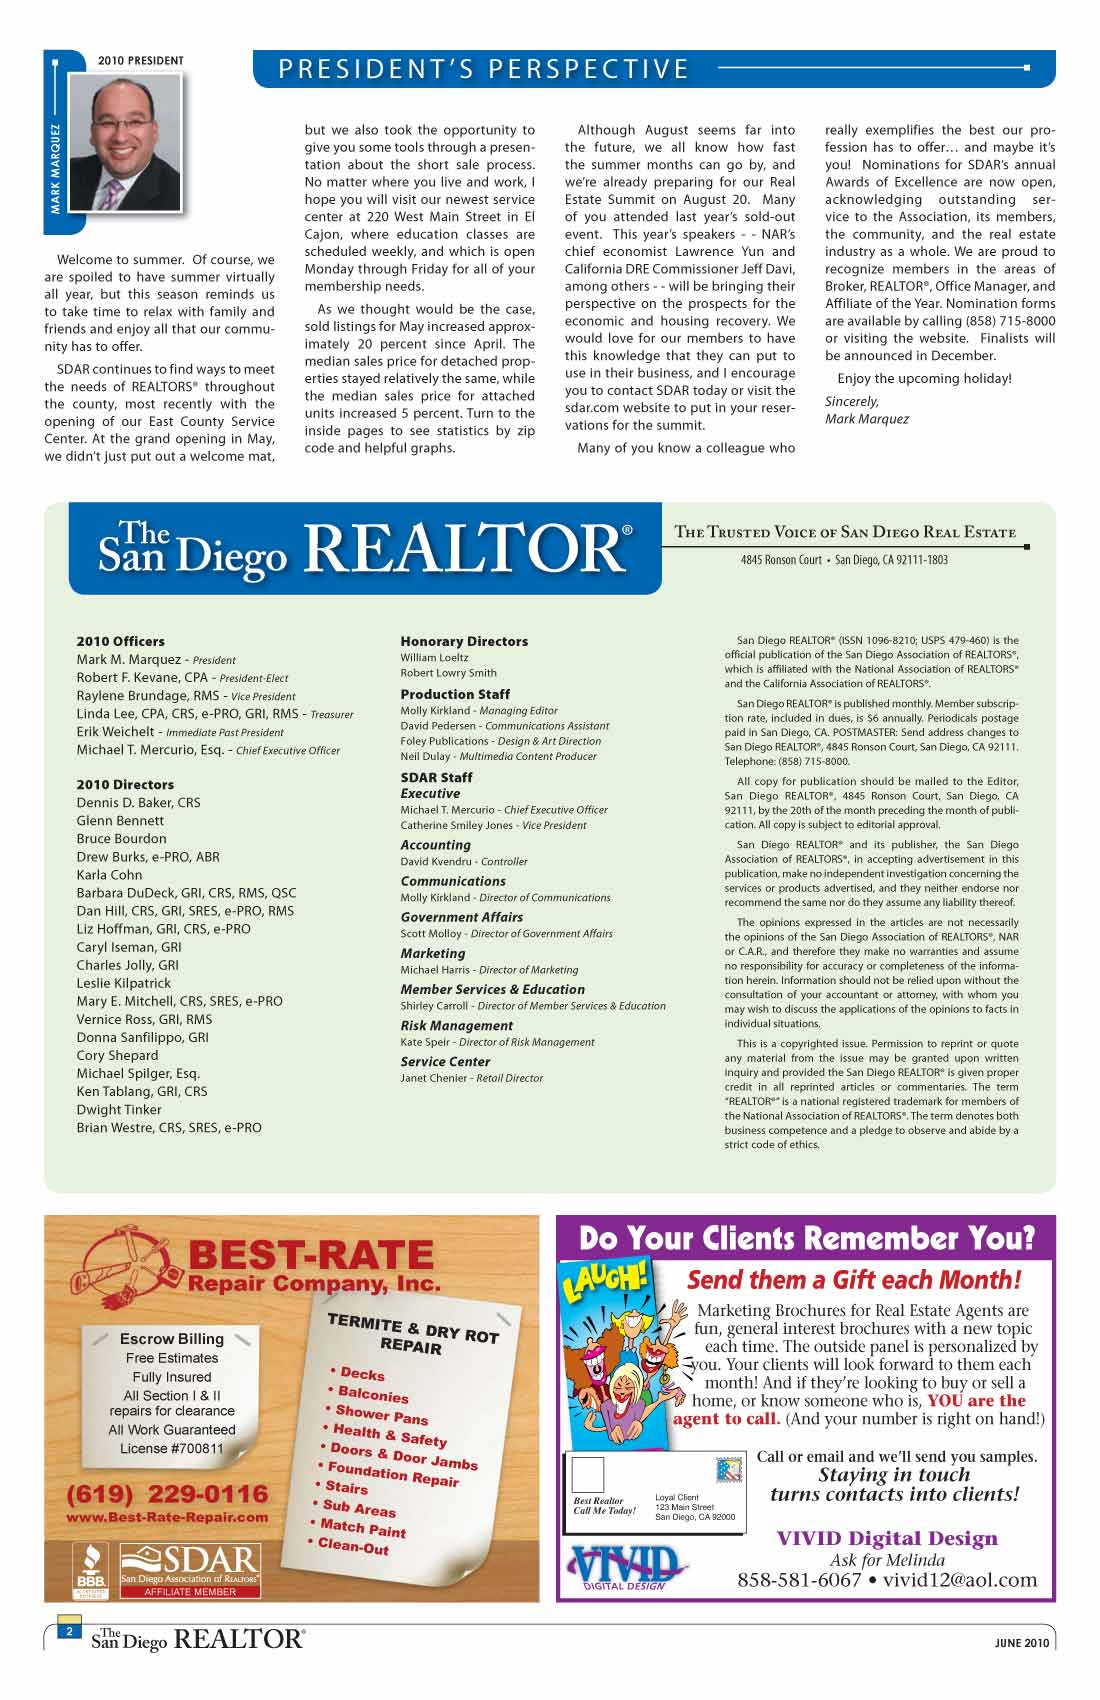 2010 PRESIDENT
MARK MARQUEZ
PRESIDENT'S PERSPECTIVE
Welcome to summer. Of course, we
are spoiled to have summer virtually
all year, but this season reminds us
to take time to relax with family and
friends and enjoy all that our commu-
nity has to offer.
SDAR continues to find ways to meet
the needs of REALTORS® throughout
the county, most recently with the
opening of our East County Service
Center. At the grand opening in May,
we didn't just put out a welcome mat,
but we also took the opportunity to
give you some tools through a presen-
tation about the short sale process.
No matter where you live and work, I
hope you will visit our newest service
center at 220 West Main Street in El
Cajon, where education classes are
scheduled weekly, and which is open
Monday through Friday for all of your
membership needs.
As we thought would be the case,
sold listings for May increased approx-
imately 20 percent since April. The
median sales price for detached prop-
erties stayed relatively the same, while
the median sales price for attached
units increased 5 percent. Turn to the
inside pages to see statistics by zip
code and helpful graphs.
Although August seems far into
the future, we all know how fast
the summer months can go by, and
we're already preparing for our Real
Estate Summit on August 20. Many
of you attended last year's sold-out
event. This year's speakers - - NAR's
chief economist Lawrence Yun and
California DRE Commissioner Jeff Davi,
among others - - will be bringing their
perspective on the prospects for the
economic and housing recovery. We
would love for our members to have
this knowledge that they can put to
use in their business, and I encourage
you to contact SDAR today or visit the
sdar.com website to put in your reser-
vations for the summit.
Many of you know a colleague who
really exemplifies the best our pro-
fession has to offer… and maybe it's
you! Nominations for SDAR's annual
Awards of Excellence are now open,
acknowledging outstanding ser-
vice to the Association, its members,
the community, and the real estate
industry as a whole. We are proud to
recognize members in the areas of
Broker, REALTOR®, Office Manager, and
Affiliate of the Year. Nomination forms
are available by calling (858) 715-8000
or visiting the website. Finalists will
be announced in December.
Enjoy the upcoming holiday!
Sincerely,
Mark Marquez
The San Diego REALTOR®
THE TRUSTED VOICE OF SAN DIEGO REAL ESTATE
4845 Ronson Court • San Diego, CA 92111-1803
2010 Officers
Mark M. Marquez - President
Robert F. Kevane, CPA - President-Elect
Raylene Brundage, RMS - Vice President
Linda Lee, CPA, CRS, e-PRO, GRI, RMS - Treasurer
Erik Weichelt - Immediate Past President
Michael T. Mercurio, Esq. - Chief Executive Officer
2010 Directors
Dennis D. Baker, CRS
Glenn Bennett
Bruce Bourdon
Drew Burks, e-PRO, ABR
Karla Cohn
Barbara DuDeck, GRI, CRS, RMS, QSC
Dan Hill, CRS, GRI, SRES, e-PRO, RMS
Liz Hoffman, GRI, CRS, e-PRO
Caryl Iseman, GRI
Charles Jolly, GRI
Leslie Kilpatrick
Mary E. Mitchell, CRS, SRES, e-PRO
Vernice Ross, GRI, RMS
Donna Sanfilippo, GRI
Cory Shepard
Michael Spilger, Esq.
Ken Tablang, GRI, CRS
Dwight Tinker
Brian Westre, CRS, SRES, e-PRO
Honorary Directors
William Loeltz
Robert Lowry Smith
Production Staff
Molly Kirkland - Managing Editor
David Pedersen - Communications Assistant
Foley Publications - Design & Art Direction
Neil Dulay - Multimedia Content Producer
SDAR Staff
Executive
Michael T. Mercurio - Chief Executive Officer
Catherine Smiley Jones - Vice President
Accounting
David Kvendru - Controller
Communications
Molly Kirkland - Director of Communications
Government Affairs
Scott Molloy - Director of Government Affairs
Marketing
Michael Harris - Director of Marketing
Member Services & Education
Shirley Carroll - Director of Member Services & Education
Risk Management
Kate Speir - Director of Risk Management
Service Center
Janet Chenier - Retail Director
San Diego REALTOR® (ISSN 1096-8210; USPS 479-460) is the
official publication of the San Diego Association of REALTORS®,
which is affiliated with the National Association of REALTORS®
and the California Association of REALTORS®.
San Diego REALTOR® is published monthly. Member subscrip-
tion rate, included in dues, is $6 annually. Periodicals postage
paid in San Diego, CA. POSTMASTER: Send address changes to
San Diego REALTOR®, 4845 Ronson Court, San Diego, CA 92111.
Telephone: (858) 715-8000.
All copy for publication should be mailed to the Editor,
San Diego REALTOR®, 4845 Ronson Court, San Diego, CA
92111, by the 20th of the month preceding the month of publi-
cation. All copy is subject to editorial approval.
San Diego REALTOR® and its publisher, the San Diego
Association of REALTORS®, in accepting advertisement in this
publication, make no independent investigation concerning the
services or products advertised, and they neither endorse nor
recommend the same nor do they assume any liability thereof.
The opinions expressed in the articles are not necessarily
the opinions of the San Diego Association of REALTORS®, NAR
or C.A.R., and therefore they make no warranties and assume
no responsibility for accuracy or completeness of the informa-
tion herein. Information should not be relied upon without the
consultation of your accountant or attorney, with whom you
may wish to discuss the applications of the opinions to facts in
individual situations.
This is a copyrighted issue. Permission to reprint or quote
any material from the issue may be granted upon written
inquiry and provided the San Diego REALTOR® is given proper
credit in all reprinted articles or commentaries. The term
"REALTOR®" is a national registered trademark for members of
the National Association of REALTORS®. The term denotes both
business competence and a pledge to observe and abide by a
strict code of ethics.
BEST-RATE
Repair Company, Inc.
Escrow Billing
Free Estimates
Fully Insured
All Section I & II
repairs for clearance
All Work Guaranteed
License #700811
(619) 229-0116
www.Best-Rate-Repair.com
TERMITE & DRY ROT
REPAIR
• Decks
• Balconies
• Shower Pans
• Health & Safety
• Doors & Door Jambs
• Foundation Repair
• Stairs
• Sub Areas
• Match Paint
• Clean-Out
BBB
SDAR
San Diego Association of REALTORS®
AFFILIATE MEMBER
Do Your Clients Remember You?
LAUGH!
Send them a Gift each Month!
Marketing Brochures for Real Estate Agents are
fun, general interest brochures with a new topic
each time. The outside panel is personalized by
you. Your clients will look forward to them each
month! And if they're looking to buy or sell a
home, or know someone who is, YOU are the
agent to call. (And your number is right on hand!)
Best Realtor
Call Me Today!
Loyal Client
123 Main Street
San Diego, CA 92000
Call or email and we'll send you samples.
Staying in touch
turns contacts into clients!
VIVID
DIGITAL DESIGN
VIVID Digital Design
Ask for Melinda
858-581-6067 • vivid12@aol.com
2
The San Diego REALTOR®
JUNE 2010